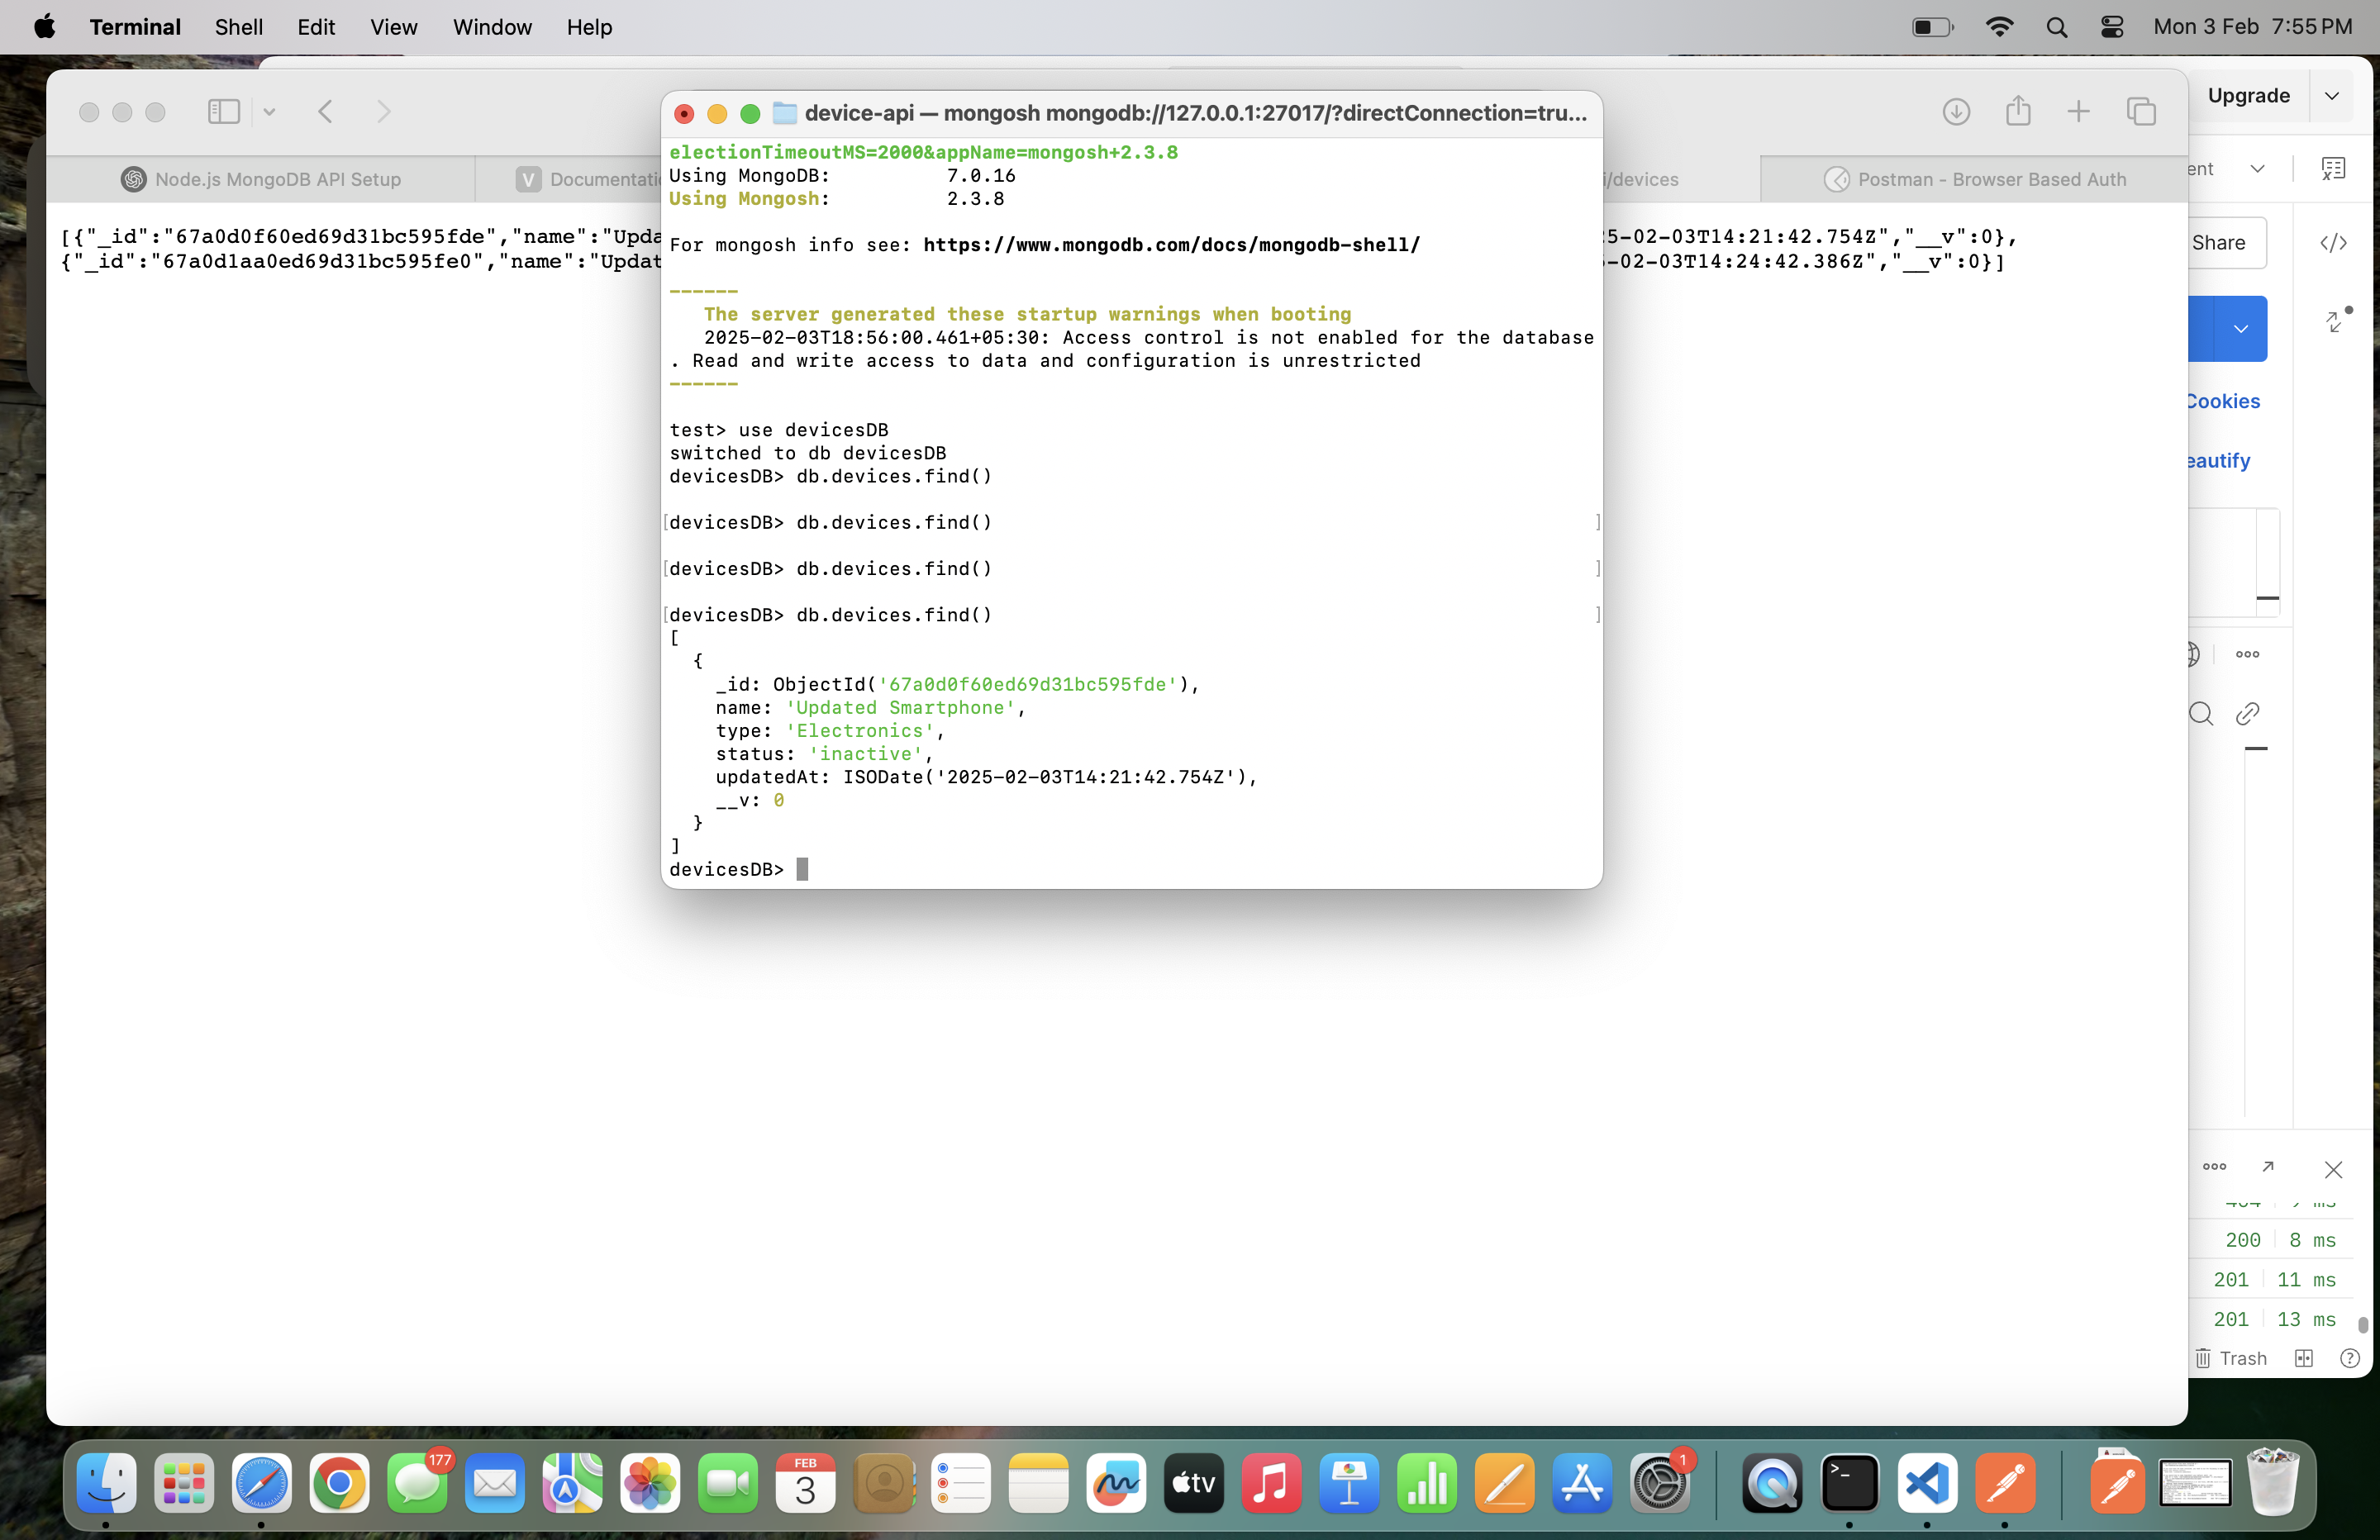 Terminal Shell Edit View Window Help Mon 3 Feb 7:55 PM
Upgrade
device-api — mongosh mongodb://127.0.0.1:27017/?directConnection=tru...
Node.js MongoDB API Setup
i/devices
Postman - Browser Based Auth
electionTimeoutMS=2000&appName=mongosh+2.3.8
Using MongoDB: 7.0.16
Using Mongosh: 2.3.8
For mongosh info see: https://www.mongodb.com/docs/mongodb-shell/
------
The server generated these startup warnings when booting
2025-02-03T18:56:00.461+05:30: Access control is not enabled for the database
. Read and write access to data and configuration is unrestricted
------
test> use devicesDB
switched to db devicesDB
devicesDB> db.devices.find()
[devicesDB> db.devices.find() ]
[devicesDB> db.devices.find() ]
[devicesDB> db.devices.find() ]
[
{
_id: ObjectId('67a0d0f60ed69d31bc595fde'),
name: 'Updated Smartphone',
type: 'Electronics',
status: 'inactive',
updatedAt: ISODate('2025-02-03T14:21:42.754Z'),
__v: 0
}
]
devicesDB>
[{"_id":"67a0d0f60ed69d31bc595fde","name":"Upda
5-02-03T14:21:42.754Z","__v":0},
{"_id":"67a0d1aa0ed69d31bc595fe0","name":"Updat
-02-03T14:24:42.386Z","__v":0}]
ent
Share
</>
Cookies
eautify
200 8 ms
201 11 ms
201 13 ms
Trash
177
FEB
3
tv
1
>_